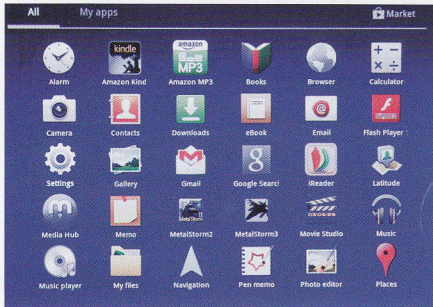 All My apps Market
kindle amazon MP3
Alarm Amazon Kind Amazon MP3 Books Browser Calculator
Camera Contacts Downloads eBook Email Flash Player
Settings Gallery Gmail Google Searcl iReader Latitude
Media Hub Memo MetalStorm2 MetalStorm3 Movie Studio Music
Music player My files Navigation Pen memo Photo editor Places